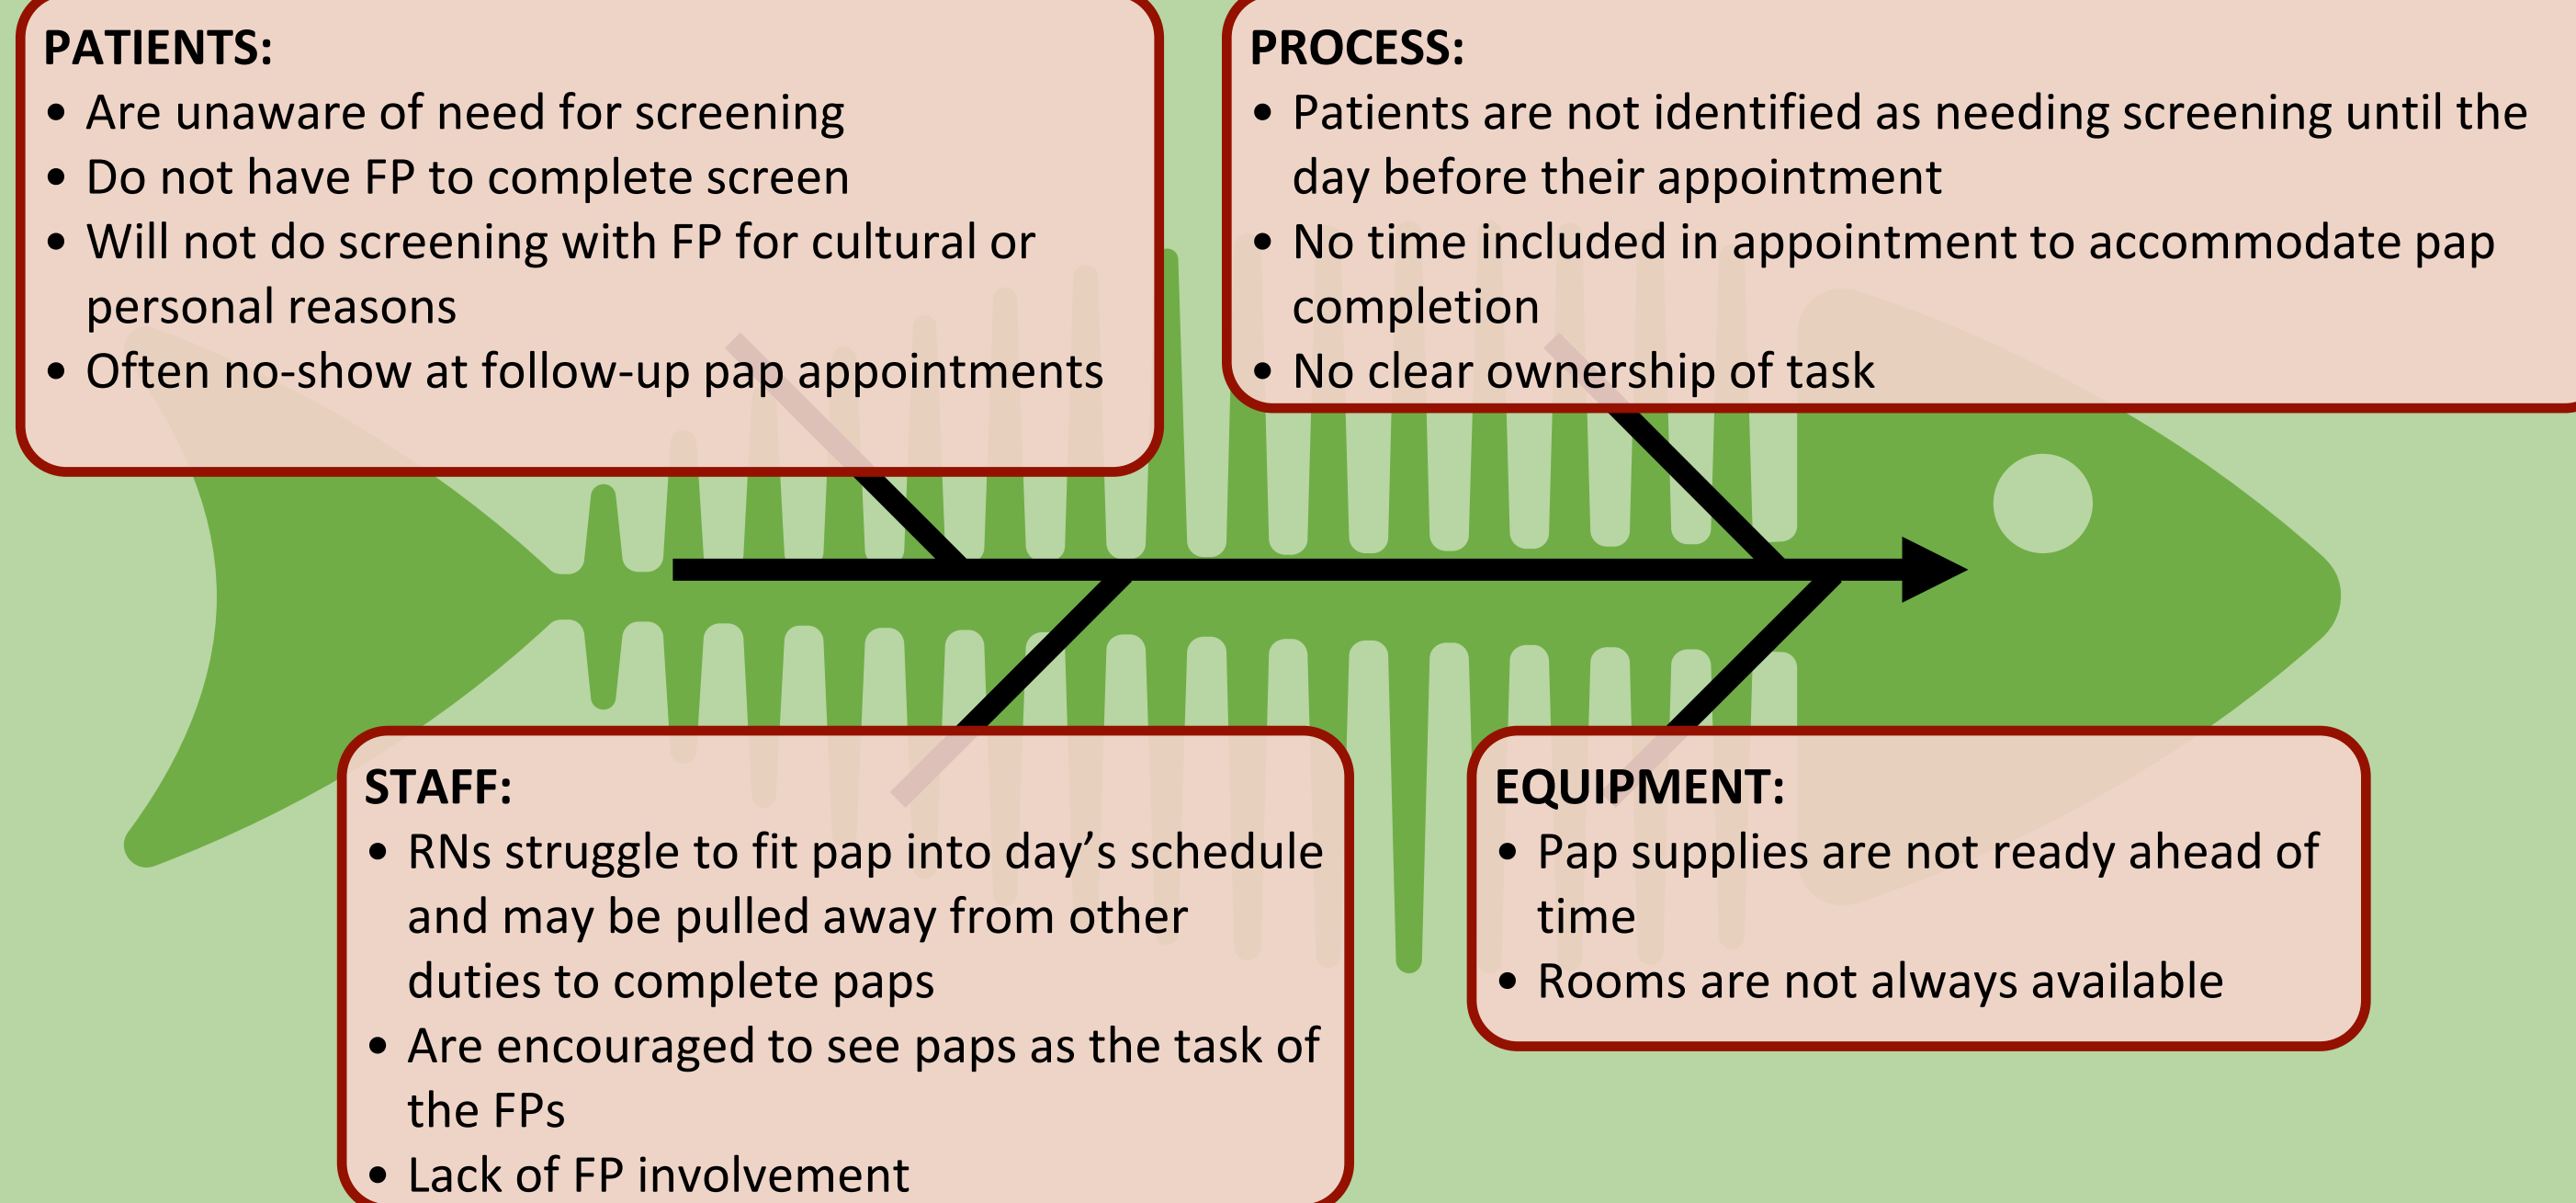 PATIENTS:
• Are unaware of need for screening
• Do not have FP to complete screen
• Will not do screening with FP for cultural or
personal reasons
• Often no-show at follow-up pap appointments
PROCESS:
• Patients are not identified as needing screening until the
day before their appointment
• No time included in appointment to accommodate pap
completion
• No clear ownership of task
STAFF:
• RNs struggle to fit pap into day’s schedule
and may be pulled away from other
duties to complete paps
• Are encouraged to see paps as the task of
the FPs
• Lack of FP involvement
EQUIPMENT:
• Pap supplies are not ready ahead of
time
• Rooms are not always available